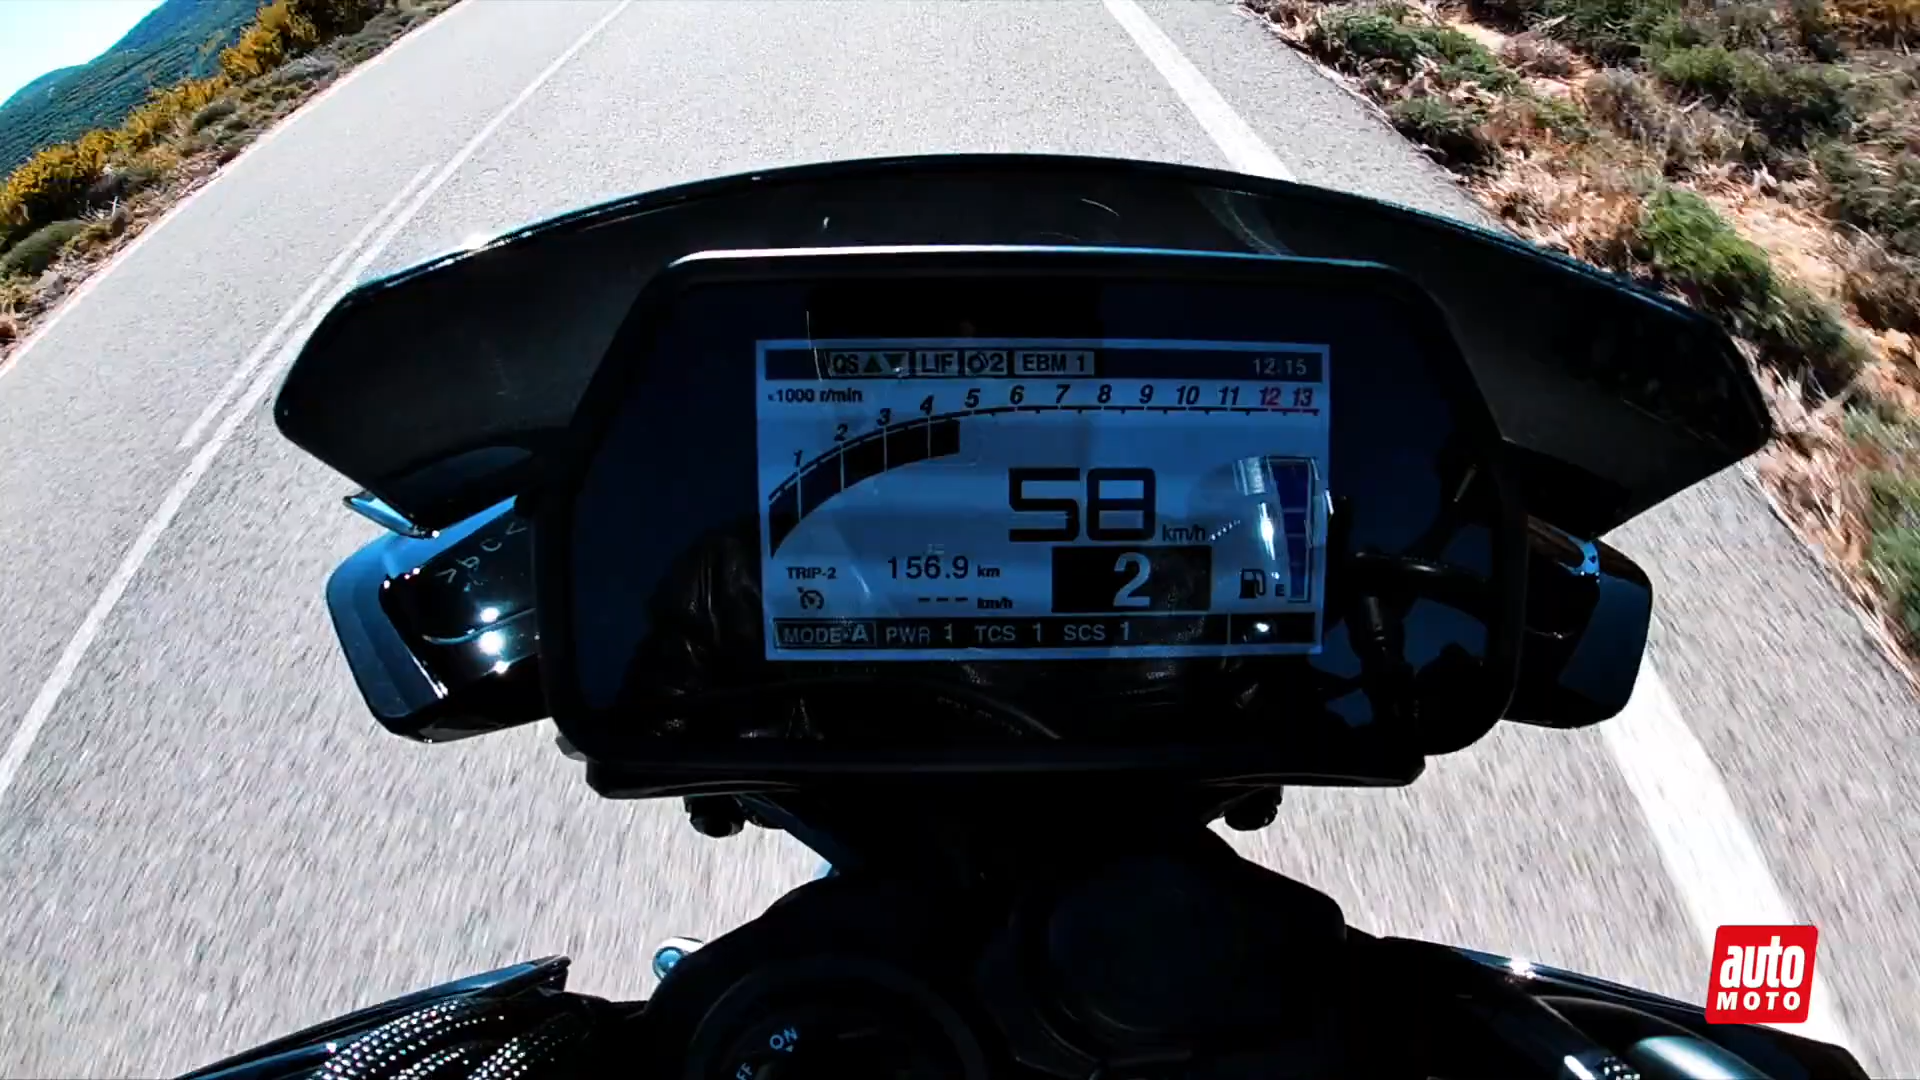 QS LIF 2 EBM 1 12:15
×1000 r/min
1 2 3 4 5 6 7 8 9 10 11 12 13
58 km/h
TRIP-2 156.9 km
2
--- km/h
E
MODE-A PWR 1 TCS 1 SCS 1
ON
auto
MOTO